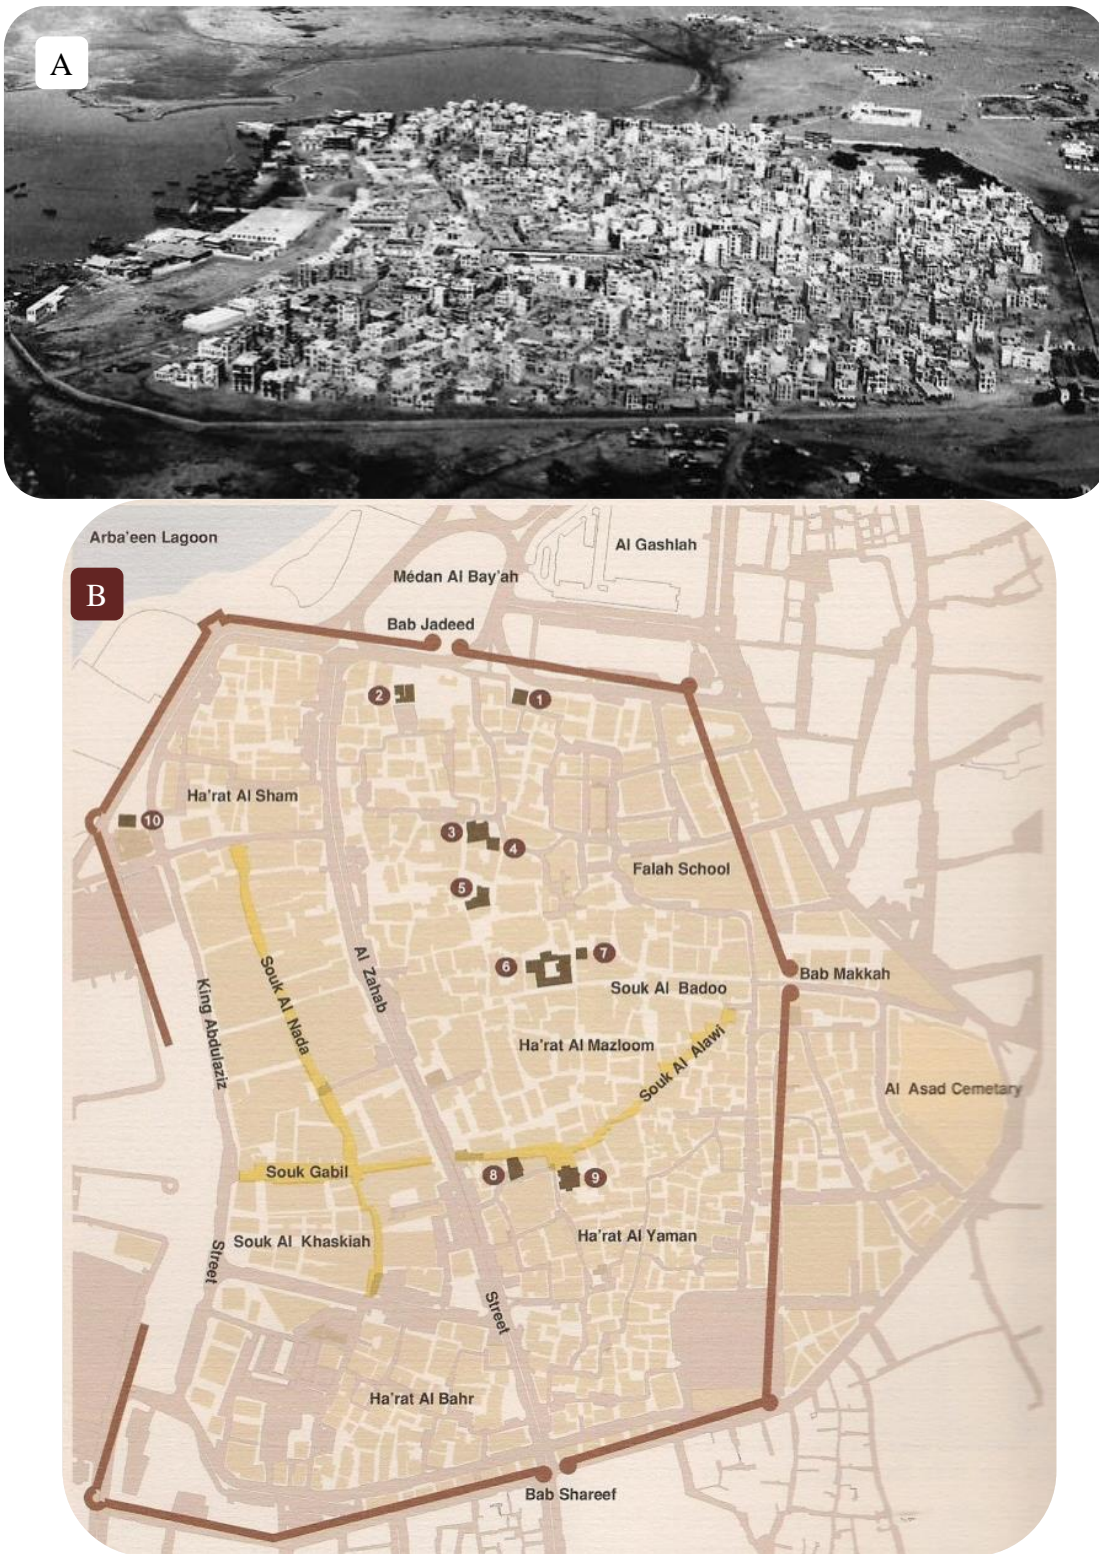 A
Arba'een Lagoon
Al Gashlah
Médan Al Bay'ah
B
Bab Jadeed
2
1
Ha'rat Al Sham
10
3
4
Falah School
5
6
7
Bab Makkah
Souk Al Badoo
Al Zahab
Souk Al Nada
King Abdulaziz
Ha'rat Al Mazloom
Souk Al Alawi
Al Asad Cemetary
Souk Gabil
8
9
Souk Al Khaskiah
Ha'rat Al Yaman
Street
Street
Ha'rat Al Bahr
Bab Shareef